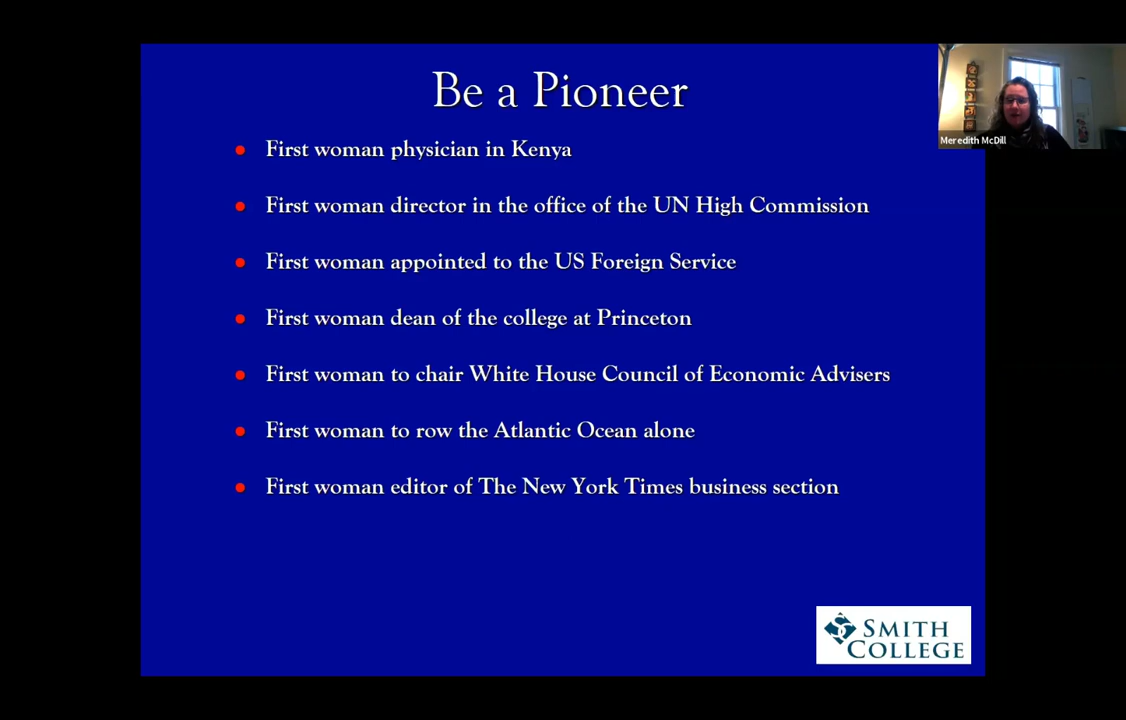 Be a Pioneer
First woman physician in Kenya
First woman director in the office of the UN High Commission
First woman appointed to the US Foreign Service
First woman dean of the college at Princeton
First woman to chair White House Council of Economic Advisers
First woman to row the Atlantic Ocean alone
First woman editor of The New York Times business section
Meredith McDill
SMITH
COLLEGE